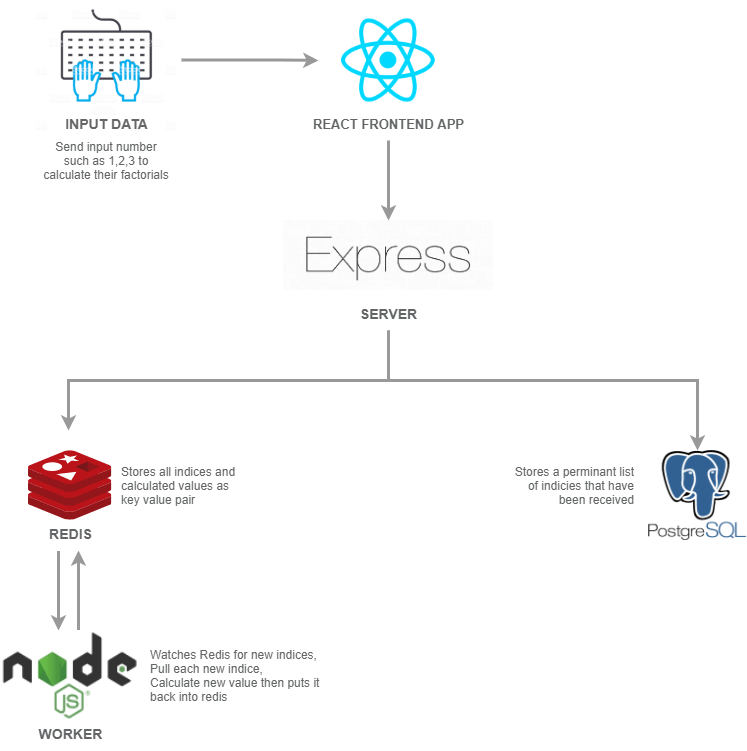 INPUT DATA
Send input number
such as 1,2,3 to
calculate their factorials
REACT FRONTEND APP
Express
SERVER
Stores all indices and
calculated values as
key value pair
REDIS
Stores a perminant list
of indicies that have
been received
PostgreSQL
node
JS
®
Watches Redis for new indices,
Pull each new indice,
Calculate new value then puts it
back into redis
WORKER